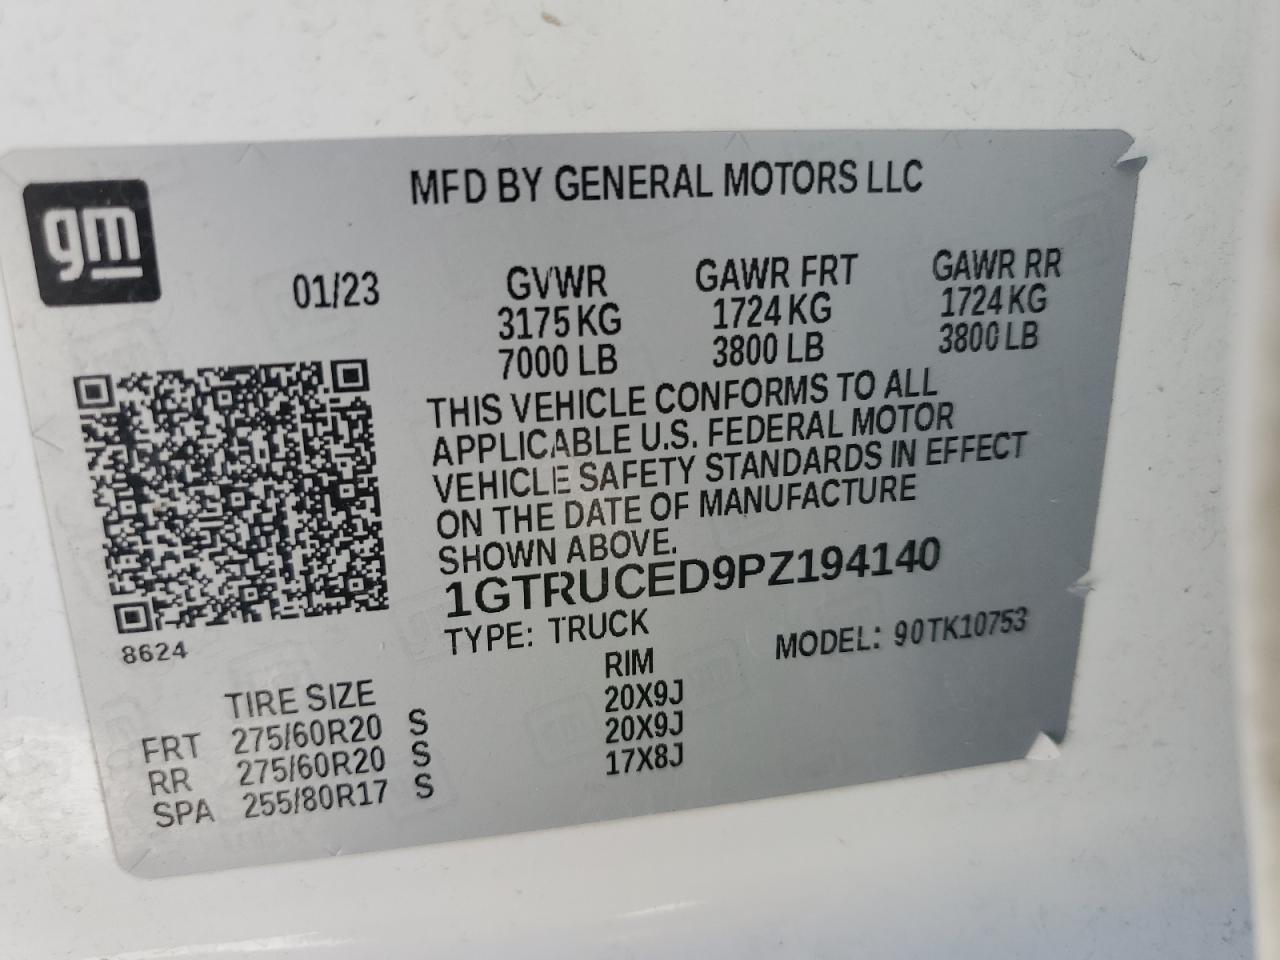 gm
MFD BY GENERAL MOTORS LLC
01/23 GVWR GAWR FRT GAWR RR
3175 KG 1724 KG 1724 KG
7000 LB 3800 LB 3800 LB
THIS VEHICLE CONFORMS TO ALL
APPLICABLE U.S. FEDERAL MOTOR
VEHICLE SAFETY STANDARDS IN EFFECT
ON THE DATE OF MANUFACTURE
SHOWN ABOVE.
1GTRUCED9PZ194140
TYPE: TRUCK MODEL: 90TK10753
8624
TIRE SIZE RIM
FRT 275/60R20 S 20X9J
RR 275/60R20 S 20X9J
SPA 255/80R17 S 17X8J